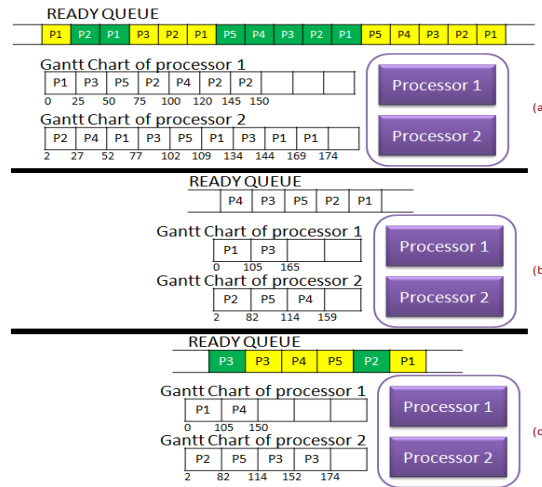 READY QUEUE
P1 P2 P1 P3 P2 P1 P5 P4 P3 P2 P1 P5 P4 P3 P2 P1
Gantt Chart of processor 1
P1 P3 P5 P2 P4 P2 P2
0 25 50 75 100 120 145 150
Gantt Chart of processor 2
P2 P4 P1 P3 P5 P1 P3 P1 P1
2 27 52 77 102 109 134 144 169 174
Processor 1
Processor 2
(a
READY QUEUE
P4 P3 P5 P2 P1
Gantt Chart of processor 1
P1 P3
0 105 165
Gantt Chart of processor 2
P2 P5 P4
2 82 114 159
Processor 1
Processor 2
(b
READY QUEUE
P3 P3 P4 P5 P2 P1
Gantt Chart of processor 1
P1 P4
0 105 150
Gantt Chart of processor 2
P2 P5 P3 P3
2 82 114 152 174
Processor 1
Processor 2